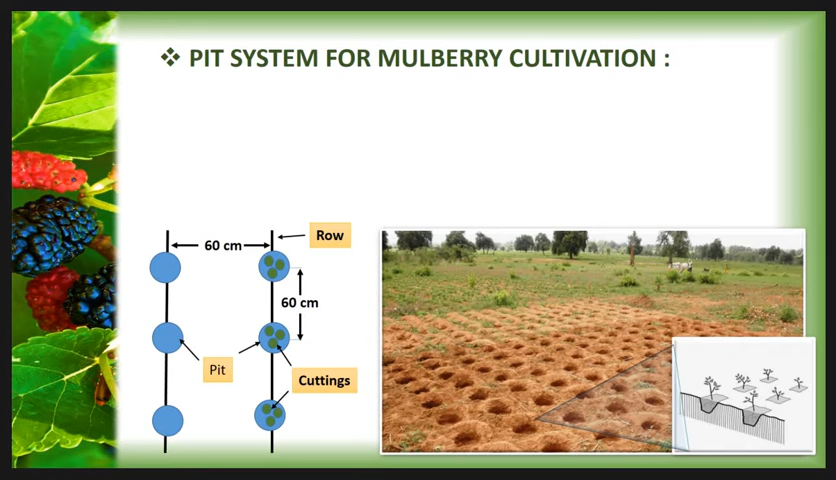 ❖ PIT SYSTEM FOR MULBERRY CULTIVATION :
Row
60 cm
60 cm
Pit
Cuttings